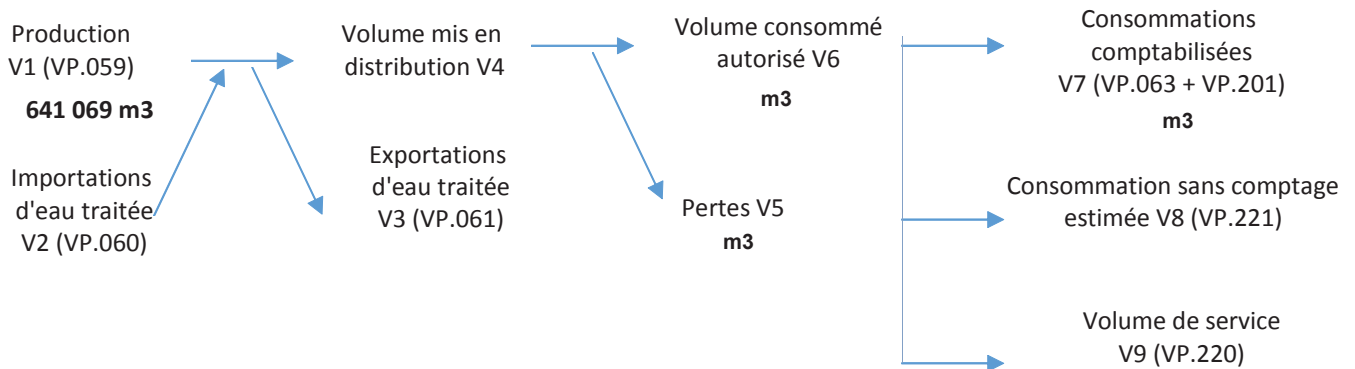 Production
V1 (VP.059)
641 069 m3
Importations
d'eau traitée
V2 (VP.060)
Volume mis en
distribution V4
Exportations
d'eau traitée
V3 (VP.061)
Volume consommé
autorisé V6
m3
Pertes V5
m3
Consommations
comptabilisées
V7 (VP.063 + VP.201)
m3
Consommation sans comptage
estimée V8 (VP.221)
Volume de service
V9 (VP.220)